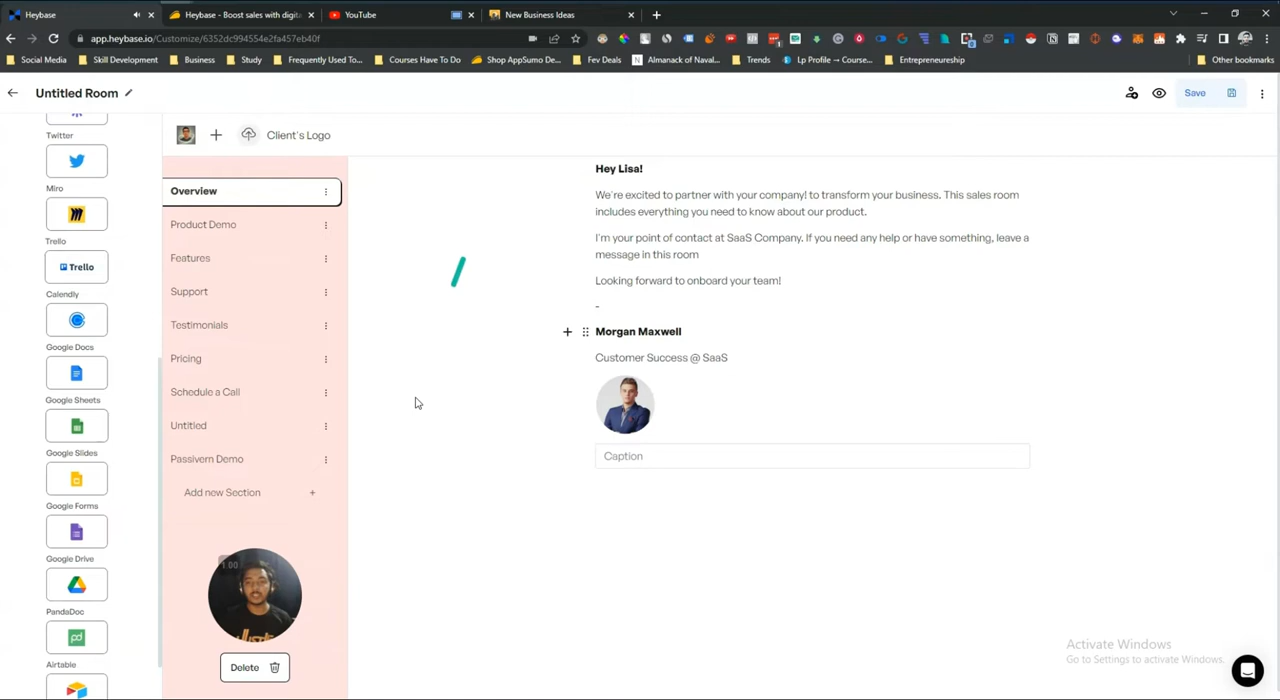 Heybase
Heybase - Boost sales with digit
YouTube
New Business Ideas
app.heybase.io/Customize/6352dc994554e2fa457eb40f
Social Media
Skill Development
Business
Study
Frequently Used To...
Courses Have To Do
Shop AppSumo De...
Fev Deals
Almanack of Naval...
Trends
Lp Profile → Course...
Entrepreneurship
Other bookmarks
Untitled Room
Save
Client's Logo
Twitter
Miro
Trello
Trello
Calendly
Google Docs
Google Sheets
Google Slides
Google Forms
Google Drive
PandaDoc
Airtable
Overview
Product Demo
Features
Support
Testimonials
Pricing
Schedule a Call
Untitled
Passivern Demo
Add new Section +
1.00
Delete
Hey Lisa!
We're excited to partner with your company! to transform your business. This sales room
includes everything you need to know about our product.
I'm your point of contact at SaaS Company. If you need any help or have something, leave a
message in this room
Looking forward to onboard your team!
-
Morgan Maxwell
Customer Success @ SaaS
Caption
Activate Windows
Go to Settings to activate Windows.